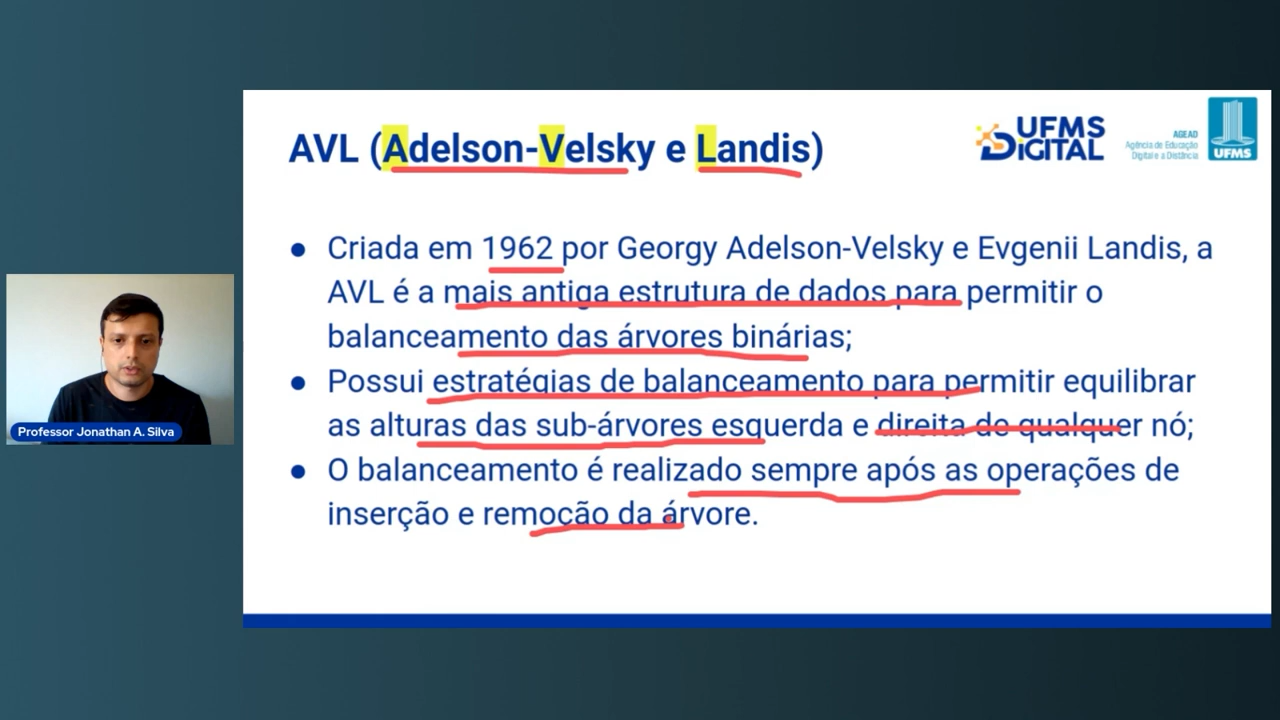 AVL (Adelson-Velsky e Landis)
UFMS
DIGITAL
AGEAD
Agência de Educação
Digital e a Distância
UFMS
● Criada em 1962 por Georgy Adelson-Velsky e Evgenii Landis, a
AVL é a mais antiga estrutura de dados para permitir o
balanceamento das árvores binárias;
● Possui estratégias de balanceamento para permitir equilibrar
as alturas das sub-árvores esquerda e direita de qualquer nó;
● O balanceamento é realizado sempre após as operações de
inserção e remoção da árvore.
Professor Jonathan A. Silva